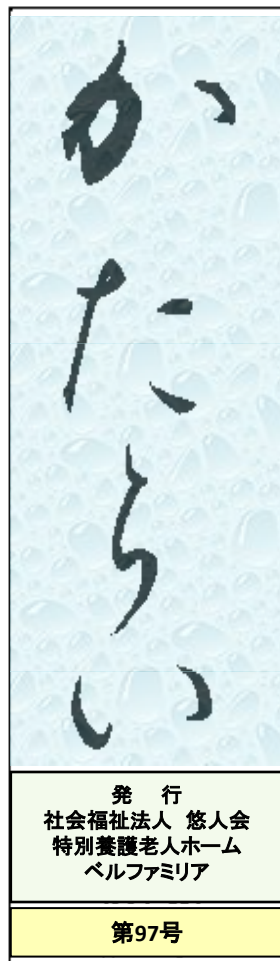 かたらい
発　行
社会福祉法人 悠人会
特別養護老人ホーム
ベルファミリア
第97号